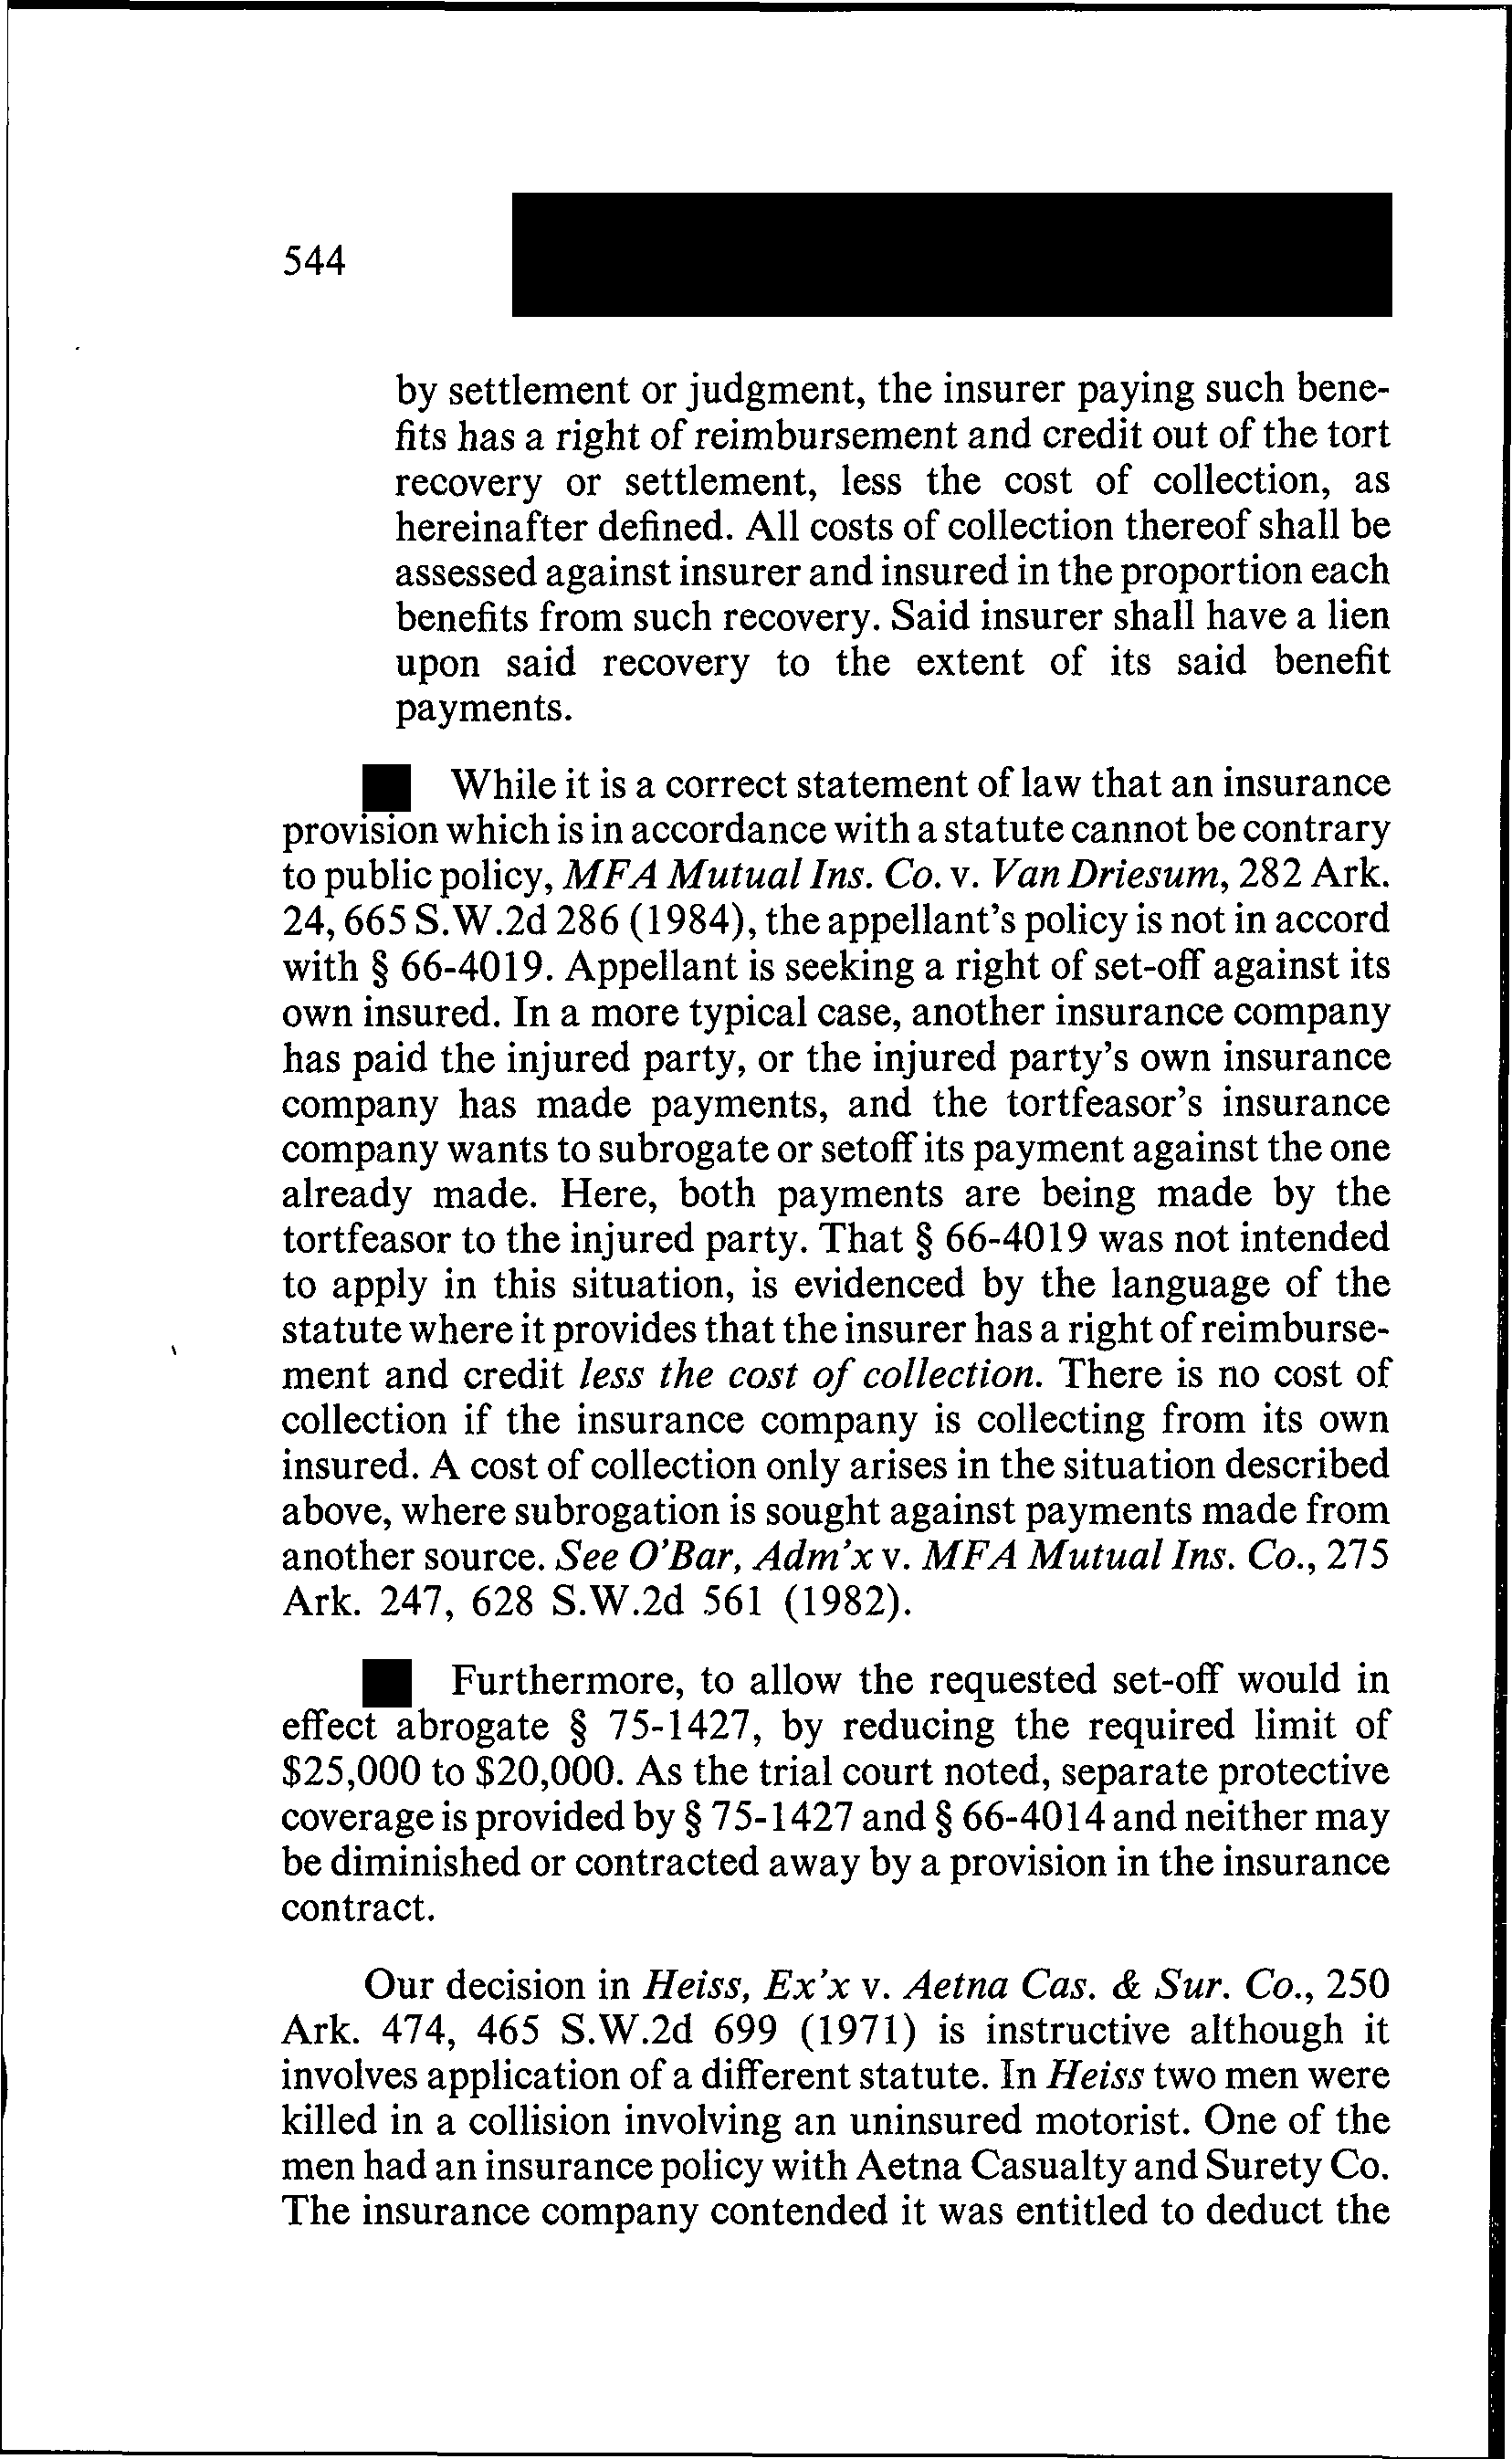 544
by settlement or judgment, the insurer paying such bene-
fits has a right of reimbursement and credit out of the tort
recovery or settlement, less the cost of collection, as
hereinafter defined. All costs of collection thereof shall be
assessed against insurer and insured in the proportion each
benefits from such recovery. Said insurer shall have a lien
upon said recovery to the extent of its said benefit
payments.
While it is a correct statement of law that an insurance
provision which is in accordance with a statute cannot be contrary
to public policy, MFA Mutual Ins. Co. v. Van Driesum, 282 Ark.
24, 665 S.W.2d 286 (1984), the appellant's policy is not in accord
with § 66-4019. Appellant is seeking a right of set-off against its
own insured. In a more typical case, another insurance company
has paid the injured party, or the injured party's own insurance
company has made payments, and the tortfeasor's insurance
company wants to subrogate or setoff its payment against the one
already made. Here, both payments are being made by the
tortfeasor to the injured party. That § 66-4019 was not intended
to apply in this situation, is evidenced by the language of the
statute where it provides that the insurer has a right of reimburse-
ment and credit less the cost of collection. There is no cost of
collection if the insurance company is collecting from its own
insured. A cost of collection only arises in the situation described
above, where subrogation is sought against payments made from
another source. See O'Bar, Adm'x v. MFA Mutual Ins. Co., 275
Ark. 247, 628 S.W.2d 561 (1982).
Furthermore, to allow the requested set-off would in
effect abrogate § 75-1427, by reducing the required limit of
$25,000 to $20,000. As the trial court noted, separate protective
coverage is provided by § 75-1427 and § 66-4014 and neither may
be diminished or contracted away by a provision in the insurance
contract.
Our decision in Heiss, Ex'x v. Aetna Cas. & Sur. Co., 250
Ark. 474, 465 S.W.2d 699 (1971) is instructive although it
involves application of a different statute. In Heiss two men were
killed in a collision involving an uninsured motorist. One of the
men had an insurance policy with Aetna Casualty and Surety Co.
The insurance company contended it was entitled to deduct the